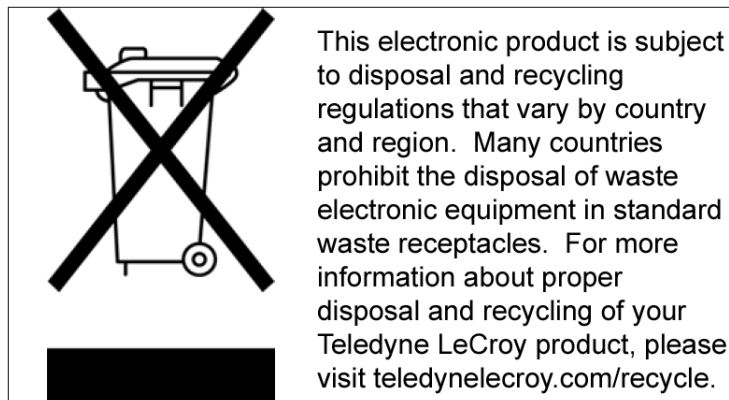 This electronic product is subject
to disposal and recycling
regulations that vary by country
and region.  Many countries
prohibit the disposal of waste
electronic equipment in standard
waste receptacles.  For more
information about proper
disposal and recycling of your
Teledyne LeCroy product, please
visit teledynelecroy.com/recycle.